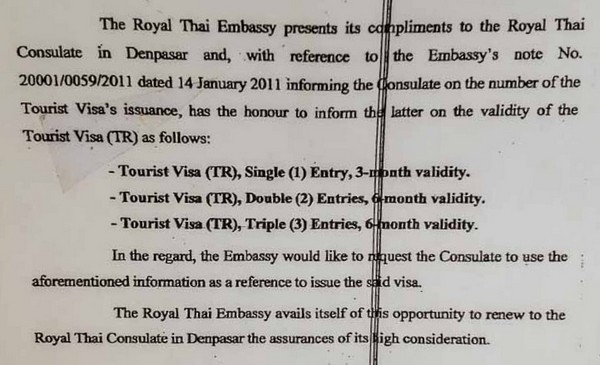 The Royal Thai Embassy presents its compliments to the Royal Thai
Consulate in Denpasar and, with reference to the Embassy's note No.
20001/0059/2011 dated 14 January 2011 informing the Consulate on the number of the
Tourist Visa's issuance, has the honour to inform the latter on the validity of the
Tourist Visa (TR) as follows:
- Tourist Visa (TR), Single (1) Entry, 3-month validity.
- Tourist Visa (TR), Double (2) Entries, 6-month validity.
- Tourist Visa (TR), Triple (3) Entries, 6-month validity.
In the regard, the Embassy would like to request the Consulate to use the
aforementioned information as a reference to issue the said visa.
The Royal Thai Embassy avails itself of this opportunity to renew to the
Royal Thai Consulate in Denpasar the assurances of its high consideration.